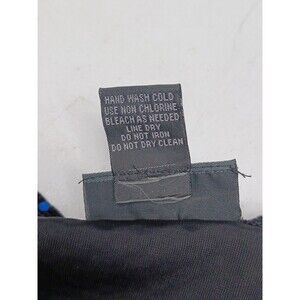 HAND WASH COLD
USE NON CHLORINE
BLEACH AS NEEDED
LINE DRY
DO NOT IRON
DO NOT DRY CLEAN